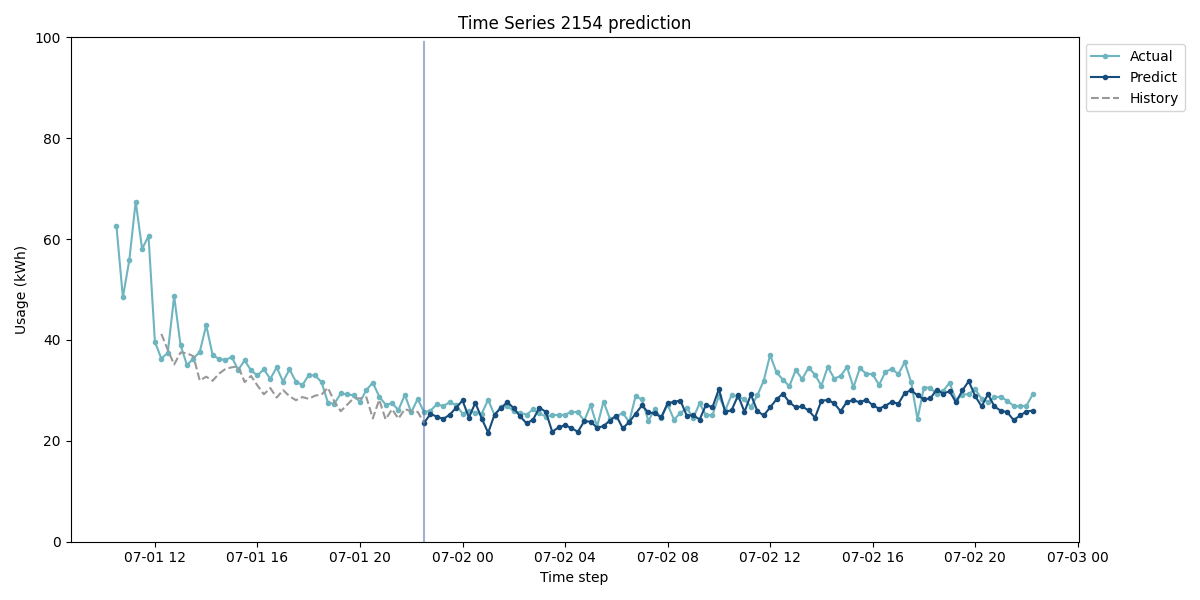 Time Series 2154 prediction
Usage (kWh)
100
80
60
40
20
0
07-01 12
07-01 16
07-01 20
07-02 00
07-02 04
07-02 08
07-02 12
07-02 16
07-02 20
07-03 00
Time step
Actual
Predict
History